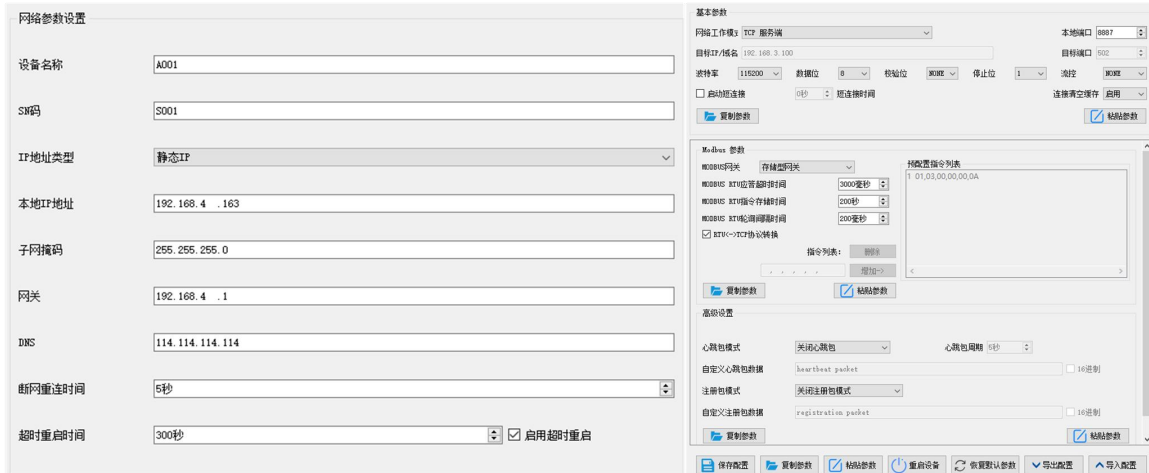 网络参数设置
设备名称 A001
SN码 S001
IP地址类型 静态IP
本地IP地址 192.168.4 .163
子网掩码 255.255.255.0
网关 192.168.4 .1
DNS 114.114.114.114
断网重连时间 5秒
超时重启时间 300秒 启用超时重启
基本参数
网络工作模式 TCP 服务端 本地端口 8887
目标IP/域名 192.168.3.100 目标端口 502
波特率 115200 数据位 8 校验位 NONE 停止位 1 流控 NONE
启动短连接 0秒 短连接时间 连接清空缓存 启用
复制参数 粘贴参数
Modbus 参数
MODBUS网关 存储型网关
MODBUS RTU应答超时时间 3000毫秒
MODBUS RTU指令存储时间 200秒
MODBUS RTU轮询间隔时间 200毫秒
RTU<->TCP协议转换
指令列表: 删除
, , , , , 增加->
预配置指令列表
1 01,03,00,00,00,0A
复制参数 粘贴参数
高级设置
心跳包模式 关闭心跳包 心跳包周期 5秒
自定义心跳包数据 heartbeat packet 16进制
注册包模式 关闭注册包模式
自定义注册包数据 registration packet 16进制
复制参数 粘贴参数
保存配置 复制参数 粘贴参数 重启设备 恢复默认参数 导出配置 导入配置